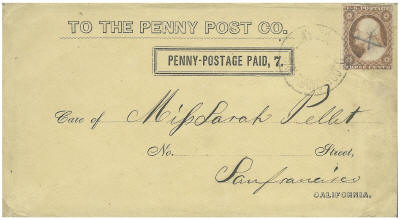 TO THE PENNY POST CO.
PENNY-POSTAGE PAID, 7.
Care of Miss Sarah Pellet
No. Street,
San francisco
CALIFORNIA.